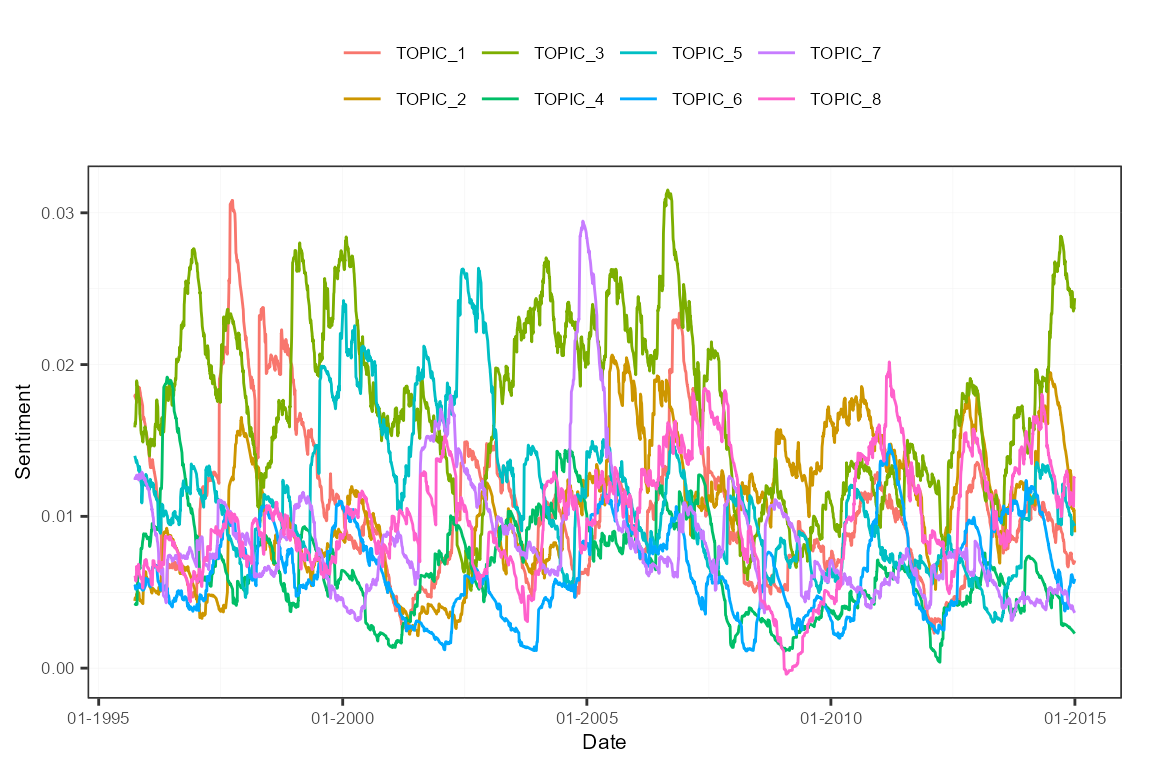 TOPIC_1 TOPIC_3 TOPIC_5 TOPIC_7
TOPIC_2 TOPIC_4 TOPIC_6 TOPIC_8
Sentiment
0.03
0.02
0.01
0.00
01-1995 01-2000 01-2005 01-2010 01-2015
Date